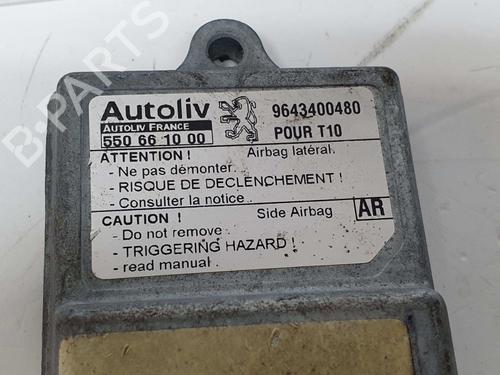 B-Parts
Autoliv
AUTOLIV FRANCE
550 66 10 00
9643400480
POUR T10
ATTENTION ! Airbag latéral.
- Ne pas démonter.
- RISQUE DE DECLENCHEMENT !
- Consulter la notice.
CAUTION ! Side Airbag AR
- Do not remove
- TRIGGERING HAZARD !
- read manual